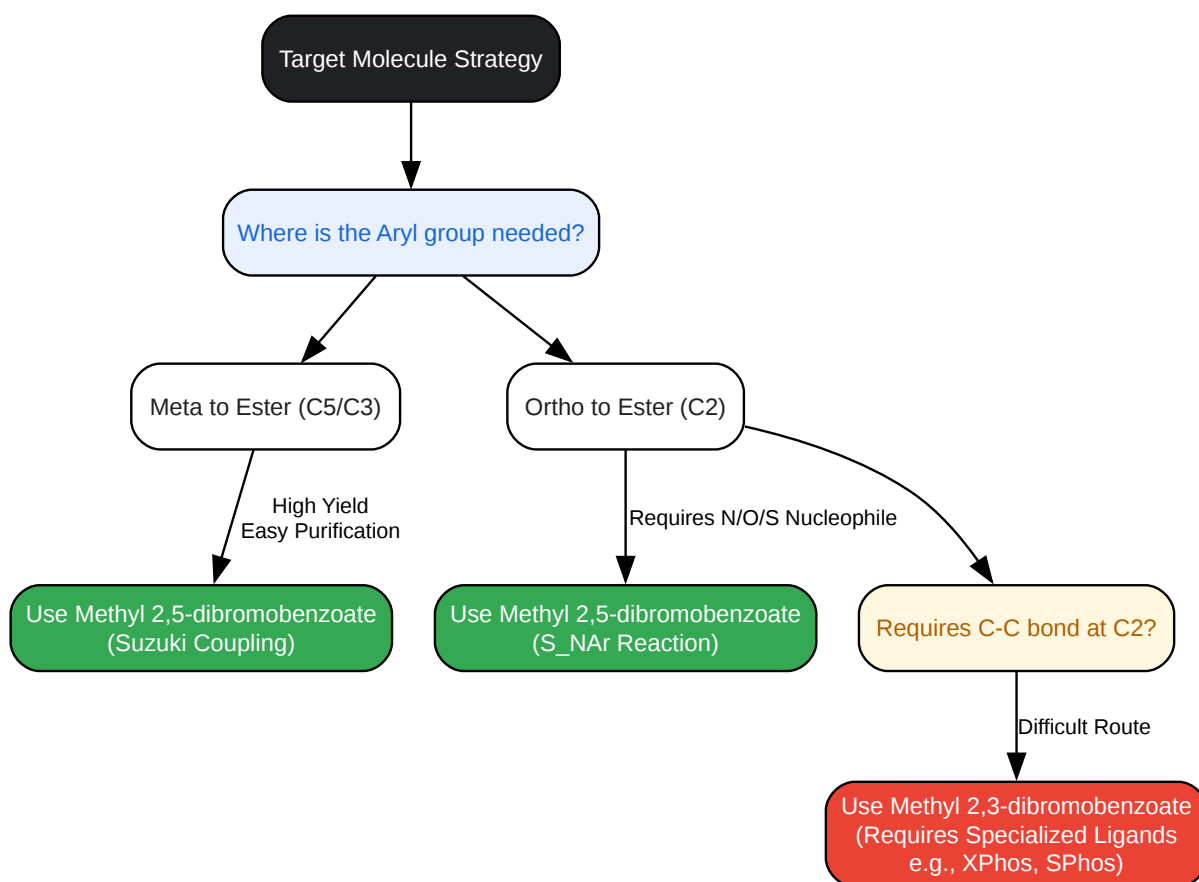 Target Molecule Strategy
Where is the Aryl group needed?
Meta to Ester (C5/C3)
Ortho to Ester (C2)
High Yield
Easy Purification
Requires N/O/S Nucleophile
Use Methyl 2,5-dibromobenzoate
(Suzuki Coupling)
Use Methyl 2,5-dibromobenzoate
(S_NAr Reaction)
Requires C-C bond at C2?
Difficult Route
Use Methyl 2,3-dibromobenzoate
(Requires Specialized Ligands
e.g., XPhos, SPhos)